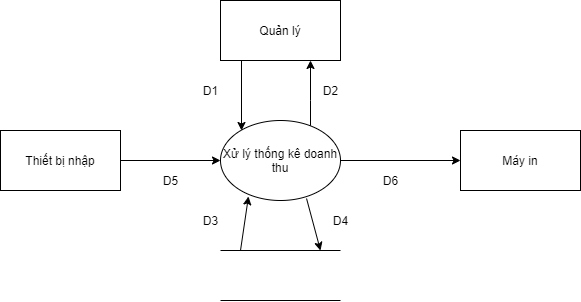 Quản lý
D1
D2
Thiết bị nhập
Xử lý thống kê doanh
thu
Máy in
D5
D6
D3
D4